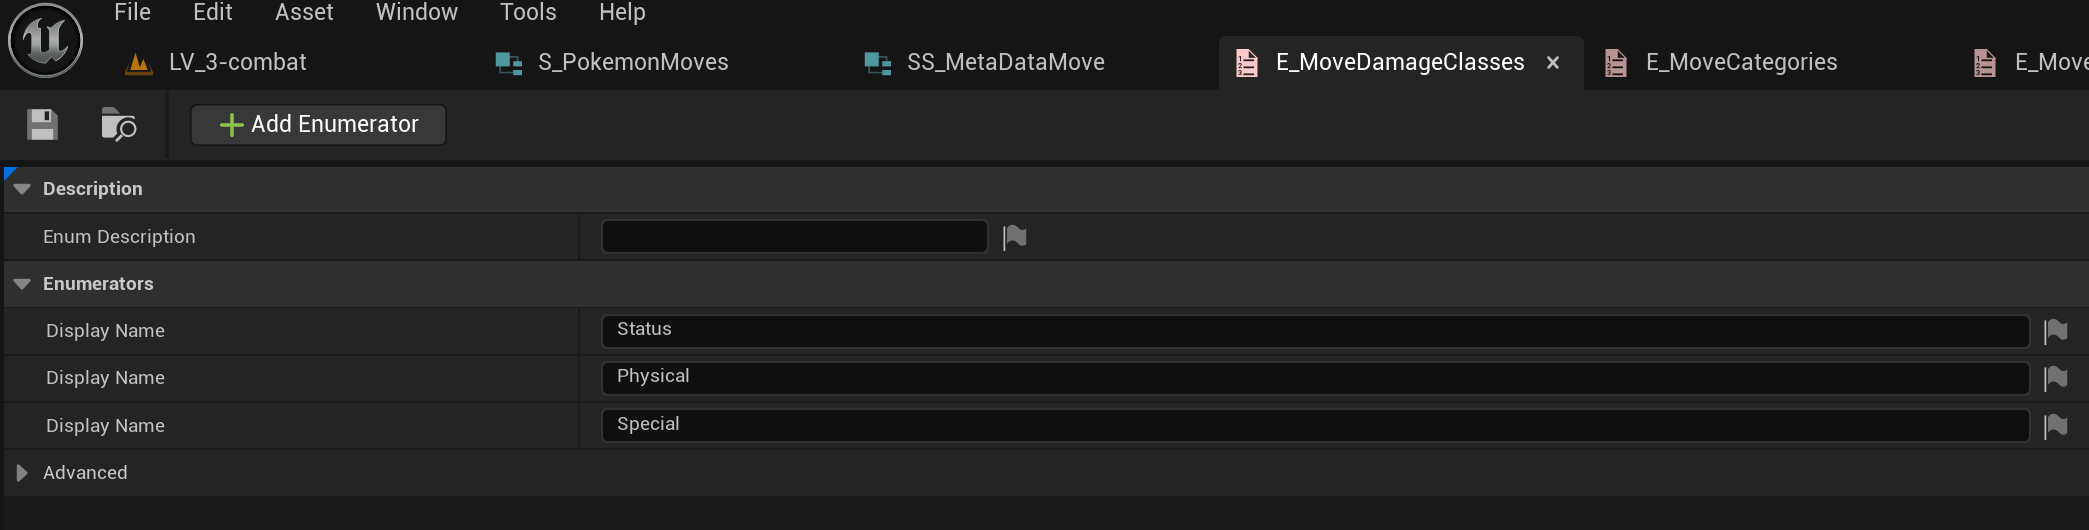 File Edit Asset Window Tools Help
LV_3-combat S_PokemonMoves SS_MetaDataMove E_MoveDamageClasses × E_MoveCategories E_Move
Add Enumerator
Description
Enum Description
Enumerators
Display Name Status
Display Name Physical
Display Name Special
Advanced